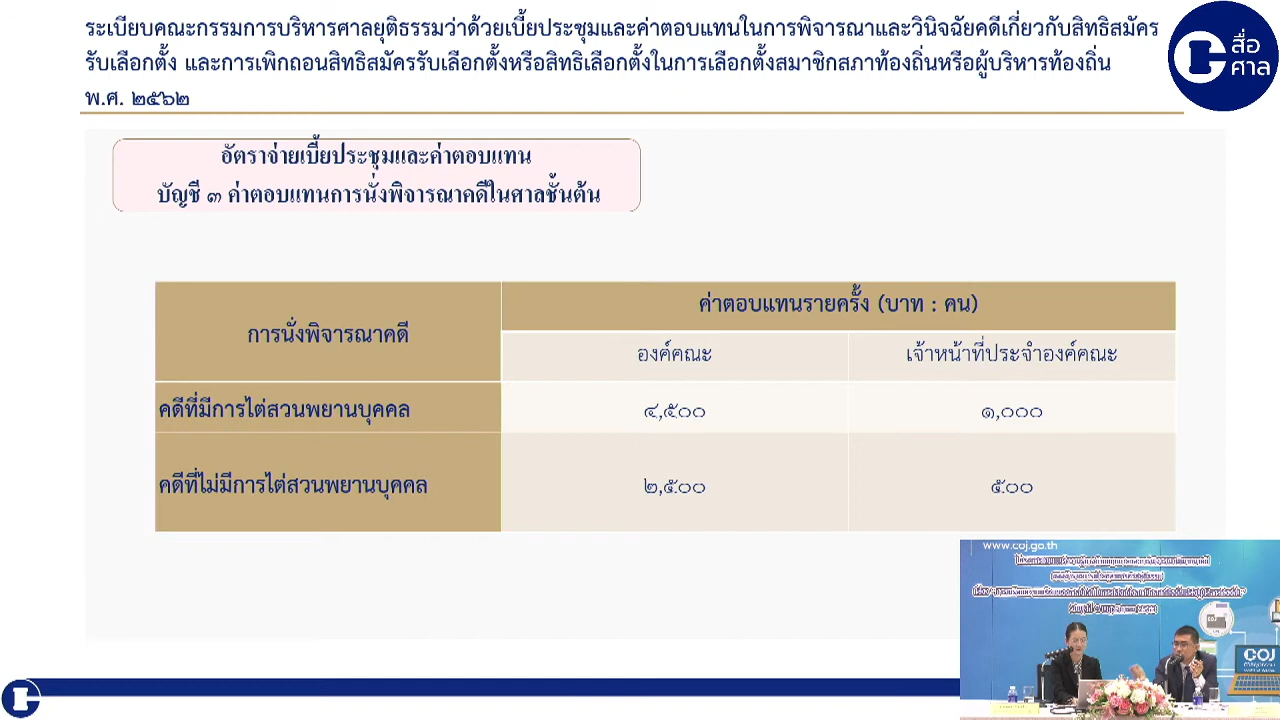 ระเบียบคณะกรรมการบริหารศาลยุติธรรมว่าด้วยเบี้ยประชุมและค่าตอบแทนในการพิจารณาและวินิจฉัยคดีเกี่ยวกับสิทธิสมัคร
รับเลือกตั้ง และการเพิกถอนสิทธิสมัครรับเลือกตั้งหรือสิทธิเลือกตั้งในการเลือกตั้งสมาชิกสภาท้องถิ่นหรือผู้บริหารท้องถิ่น
พ.ศ. ๒๕๖๒
สื่อ
ศาล
อัตราจ่ายเบี้ยประชุมและค่าตอบแทน
บัญชี ๓ ค่าตอบแทนการนั่งพิจารณาคดีในศาลชั้นต้น
การนั่งพิจารณาคดี
ค่าตอบแทนรายครั้ง (บาท : คน)
องค์คณะ
เจ้าหน้าที่ประจำองค์คณะ
คดีที่มีการไต่สวนพยานบุคคล
๔,๕๐๐
๑,๐๐๐
คดีที่ไม่มีการไต่สวนพยานบุคคล
๒,๕๐๐
๕๐๐
www.coj.go.th
COJ